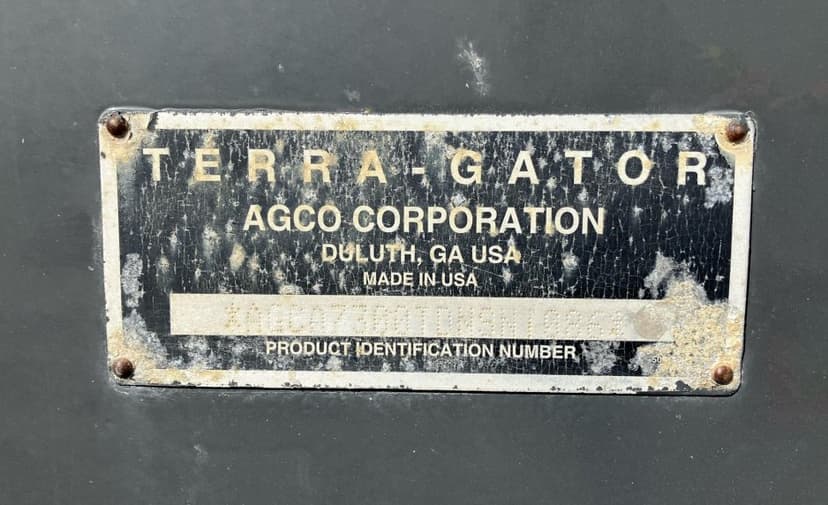 TERRA-GATOR
AGCO CORPORATION
DULUTH, GA USA
MADE IN USA
PRODUCT IDENTIFICATION NUMBER